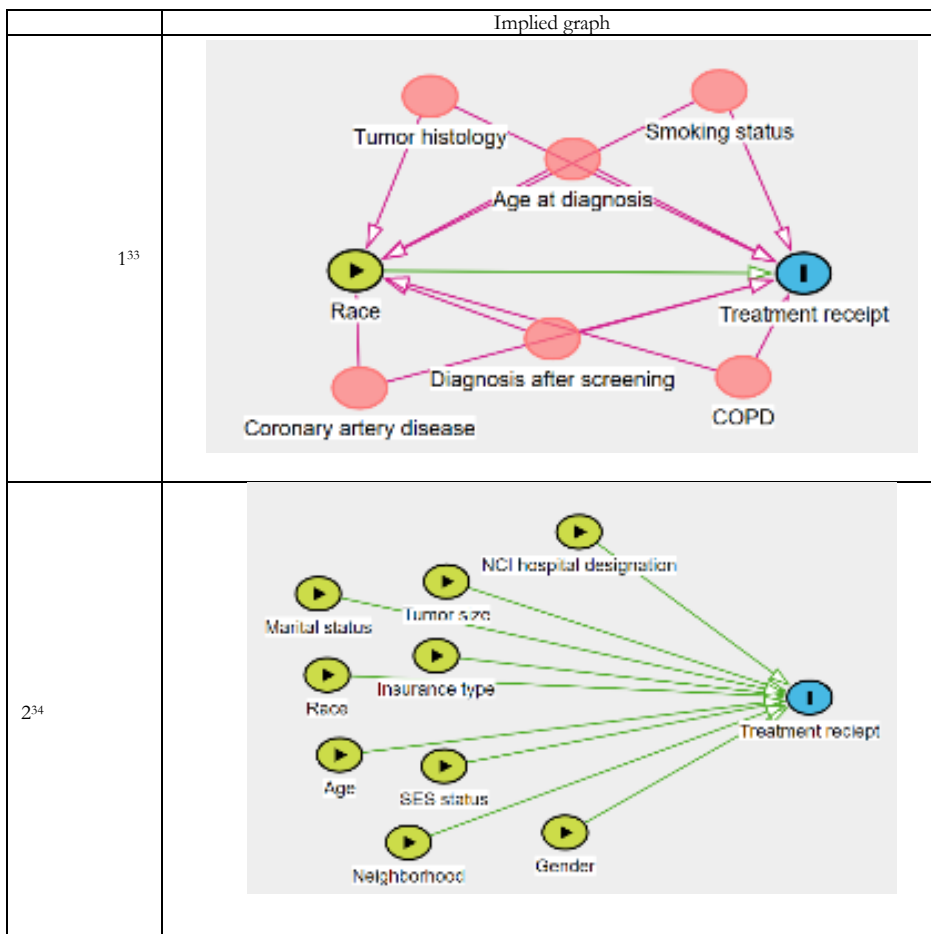 Implied graph
1³³
Tumor histology
Smoking status
Age at diagnosis
Race
Treatment receipt
Diagnosis after screening
COPD
Coronary artery disease
2³⁴
NCI hospital designation
Marital status
Tumor size
Insurance type
Race
Treatment reciept
Age
SES status
Neighborhood
Gender